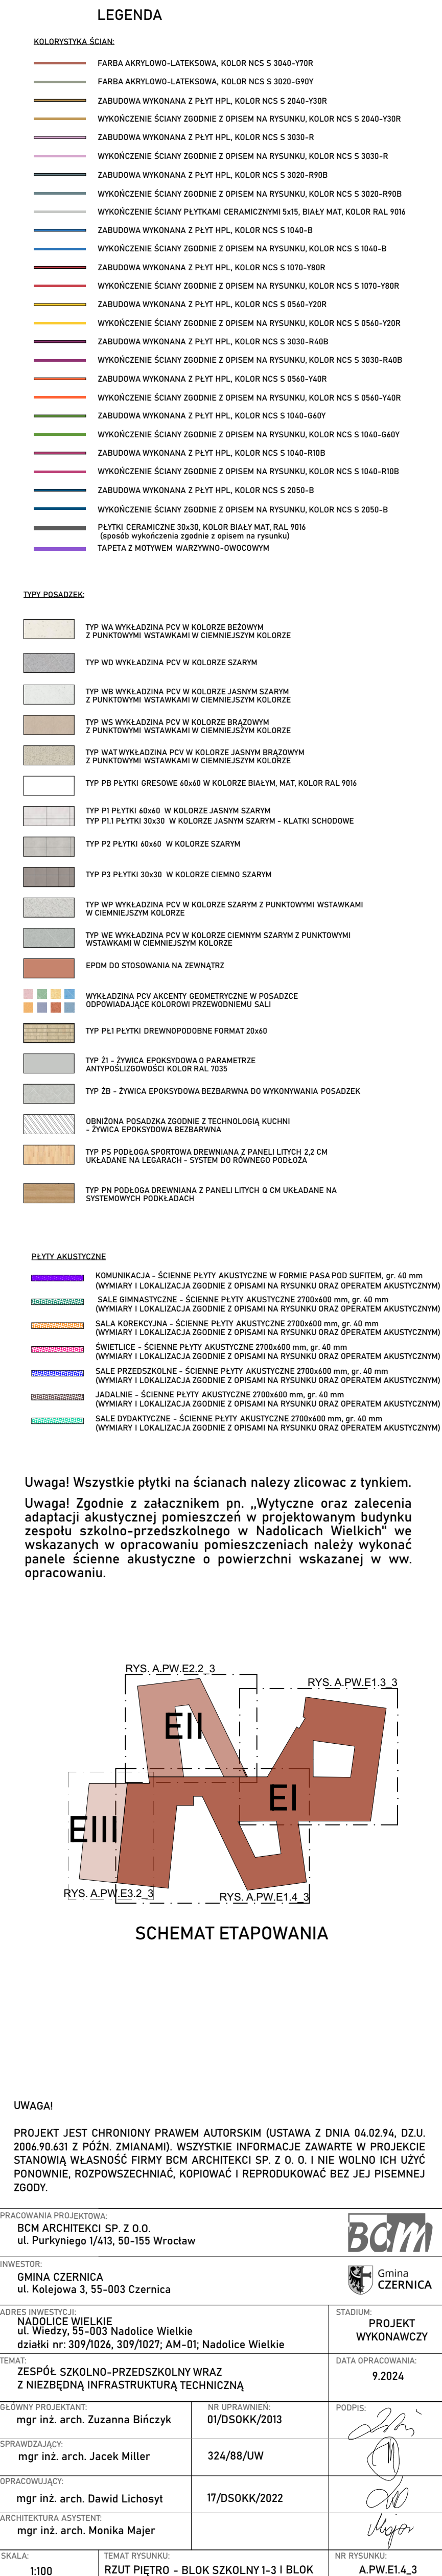 LEGENDA
KOLORYSTYKA ŚCIAN:
FARBA AKRYLOWO-LATEKSOWA, KOLOR NCS S 3040-Y70R
FARBA AKRYLOWO-LATEKSOWA, KOLOR NCS S 3020-G90Y
ZABUDOWA WYKONANA Z PŁYT HPL, KOLOR NCS S 2040-Y30R
WYKOŃCZENIE ŚCIANY ZGODNIE Z OPISEM NA RYSUNKU, KOLOR NCS S 2040-Y30R
ZABUDOWA WYKONANA Z PŁYT HPL, KOLOR NCS S 3030-R
WYKOŃCZENIE ŚCIANY ZGODNIE Z OPISEM NA RYSUNKU, KOLOR NCS S 3030-R
ZABUDOWA WYKONANA Z PŁYT HPL, KOLOR NCS S 3020-R90B
WYKOŃCZENIE ŚCIANY ZGODNIE Z OPISEM NA RYSUNKU, KOLOR NCS S 3020-R90B
WYKOŃCZENIE ŚCIANY PŁYTKAMI CERAMICZNYMI 5x15, BIAŁY MAT, KOLOR RAL 9016
ZABUDOWA WYKONANA Z PŁYT HPL, KOLOR NCS S 1040-B
WYKOŃCZENIE ŚCIANY ZGODNIE Z OPISEM NA RYSUNKU, KOLOR NCS S 1040-B
ZABUDOWA WYKONANA Z PŁYT HPL, KOLOR NCS S 1070-Y80R
WYKOŃCZENIE ŚCIANY ZGODNIE Z OPISEM NA RYSUNKU, KOLOR NCS S 1070-Y80R
ZABUDOWA WYKONANA Z PŁYT HPL, KOLOR NCS S 0560-Y20R
WYKOŃCZENIE ŚCIANY ZGODNIE Z OPISEM NA RYSUNKU, KOLOR NCS S 0560-Y20R
ZABUDOWA WYKONANA Z PŁYT HPL, KOLOR NCS S 3030-R40B
WYKOŃCZENIE ŚCIANY ZGODNIE Z OPISEM NA RYSUNKU, KOLOR NCS S 3030-R40B
ZABUDOWA WYKONANA Z PŁYT HPL, KOLOR NCS S 0560-Y40R
WYKOŃCZENIE ŚCIANY ZGODNIE Z OPISEM NA RYSUNKU, KOLOR NCS S 0560-Y40R
ZABUDOWA WYKONANA Z PŁYT HPL, KOLOR NCS S 1040-G60Y
WYKOŃCZENIE ŚCIANY ZGODNIE Z OPISEM NA RYSUNKU, KOLOR NCS S 1040-G60Y
ZABUDOWA WYKONANA Z PŁYT HPL, KOLOR NCS S 1040-R10B
WYKOŃCZENIE ŚCIANY ZGODNIE Z OPISEM NA RYSUNKU, KOLOR NCS S 1040-R10B
ZABUDOWA WYKONANA Z PŁYT HPL, KOLOR NCS S 2050-B
WYKOŃCZENIE ŚCIANY ZGODNIE Z OPISEM NA RYSUNKU, KOLOR NCS S 2050-B
PŁYTKI CERAMICZNE 30x30, KOLOR BIAŁY MAT, RAL 9016
(sposób wykończenia zgodnie z opisem na rysunku)
TAPETA Z MOTYWEM WARZYWNO-OWOCOWYM
TYPY POSADZEK:
TYP WA WYKŁADZINA PCV W KOLORZE BEŻOWYM
Z PUNKTOWYMI WSTAWKAMI W CIEMNIEJSZYM KOLORZE
TYP WD WYKŁADZINA PCV W KOLORZE SZARYM
TYP WB WYKŁADZINA PCV W KOLORZE JASNYM SZARYM
Z PUNKTOWYMI WSTAWKAMI W CIEMNIEJSZYM KOLORZE
TYP WS WYKŁADZINA PCV W KOLORZE BRĄZOWYM
Z PUNKTOWYMI WSTAWKAMI W CIEMNIEJSZYM KOLORZE
TYP WAT WYKŁADZINA PCV W KOLORZE JASNYM BRĄZOWYM
Z PUNKTOWYMI WSTAWKAMI W CIEMNIEJSZYM KOLORZE
TYP PB PŁYTKI GRESOWE 60x60 W KOLORZE BIAŁYM, MAT, KOLOR RAL 9016
TYP P1 PŁYTKI 60x60 W KOLORZE JASNYM SZARYM
TYP P1.1 PŁYTKI 30x30 W KOLORZE JASNYM SZARYM - KLATKI SCHODOWE
TYP P2 PŁYTKI 60x60 W KOLORZE SZARYM
TYP P3 PŁYTKI 30x30 W KOLORZE CIEMNO SZARYM
TYP WP WYKŁADZINA PCV W KOLORZE SZARYM Z PUNKTOWYMI WSTAWKAMI
W CIEMNIEJSZYM KOLORZE
TYP WE WYKŁADZINA PCV W KOLORZE CIEMNYM SZARYM Z PUNKTOWYMI
WSTAWKAMI W CIEMNIEJSZYM KOLORZE
EPDM DO STOSOWANIA NA ZEWNĄTRZ
WYKŁADZINA PCV AKCENTY GEOMETRYCZNE W POSADZCE
ODPOWIADAJĄCE KOLOROWI PRZEWODNIEMU SALI
TYP PŁ1 PŁYTKI DREWNOPODOBNE FORMAT 20x60
TYP Ż1 - ŻYWICA EPOKSYDOWA O PARAMETRZE
ANTYPOŚLIZGOWOŚCI KOLOR RAL 7035
TYP ŻB - ŻYWICA EPOKSYDOWA BEZBARWNA DO WYKONYWANIA POSADZEK
OBNIŻONA POSADZKA ZGODNIE Z TECHNOLOGIĄ KUCHNI
- ŻYWICA EPOKSYDOWA BEZBARWNA
TYP PS PODŁOGA SPORTOWA DREWNIANA Z PANELI LITYCH 2,2 CM
UKŁADANE NA LEGARACH - SYSTEM DO RÓWNEGO PODŁOŻA
TYP PN PODŁOGA DREWNIANA Z PANELI LITYCH Q CM UKŁADANE NA
SYSTEMOWYCH PODKŁADACH
PŁYTY AKUSTYCZNE
KOMUNIKACJA - ŚCIENNE PŁYTY AKUSTYCZNE W FORMIE PASA POD SUFITEM, gr. 40 mm
(WYMIARY I LOKALIZACJA ZGODNIE Z OPISAMI NA RYSUNKU ORAZ OPERATEM AKUSTYCZNYM)
SALE GIMNASTYCZNE - ŚCIENNE PŁYTY AKUSTYCZNE 2700x600 mm, gr. 40 mm
(WYMIARY I LOKALIZACJA ZGODNIE Z OPISAMI NA RYSUNKU ORAZ OPERATEM AKUSTYCZNYM)
SALA KOREKCYJNA - ŚCIENNE PŁYTY AKUSTYCZNE 2700x600 mm, gr. 40 mm
(WYMIARY I LOKALIZACJA ZGODNIE Z OPISAMI NA RYSUNKU ORAZ OPERATEM AKUSTYCZNYM)
ŚWIETLICE - ŚCIENNE PŁYTY AKUSTYCZNE 2700x600 mm, gr. 40 mm
(WYMIARY I LOKALIZACJA ZGODNIE Z OPISAMI NA RYSUNKU ORAZ OPERATEM AKUSTYCZNYM)
SALE PRZEDSZKOLNE - ŚCIENNE PŁYTY AKUSTYCZNE 2700x600 mm, gr. 40 mm
(WYMIARY I LOKALIZACJA ZGODNIE Z OPISAMI NA RYSUNKU ORAZ OPERATEM AKUSTYCZNYM)
JADALNIE - ŚCIENNE PŁYTY AKUSTYCZNE 2700x600 mm, gr. 40 mm
(WYMIARY I LOKALIZACJA ZGODNIE Z OPISAMI NA RYSUNKU ORAZ OPERATEM AKUSTYCZNYM)
SALE DYDAKTYCZNE - ŚCIENNE PŁYTY AKUSTYCZNE 2700x600 mm, gr. 40 mm
(WYMIARY I LOKALIZACJA ZGODNIE Z OPISAMI NA RYSUNKU ORAZ OPERATEM AKUSTYCZNYM)
Uwaga! Wszystkie płytki na ścianach nalezy zlicowac z tynkiem.
Uwaga! Zgodnie z załacznikem pn. ,,Wytyczne oraz zalecenia
adaptacji akustycznej pomieszczeń w projektowanym budynku
zespołu szkolno-przedszkolnego w Nadolicach Wielkich" we
wskazanych w opracowaniu pomieszczeniach należy wykonać
panele ścienne akustyczne o powierzchni wskazanej w ww.
opracowaniu.
RYS. A.PW.E2.2_3
RYS. A.PW.E1.3_3
EII
EI
EIII
RYS. A.PW.E3.2_3
RYS. A.PW.E1.4_3
SCHEMAT ETAPOWANIA
UWAGA!
PROJEKT JEST CHRONIONY PRAWEM AUTORSKIM (USTAWA Z DNIA 04.02.94, DZ.U.
2006.90.631 Z PÓŹN. ZMIANAMI). WSZYSTKIE INFORMACJE ZAWARTE W PROJEKCIE
STANOWIĄ WŁASNOŚĆ FIRMY BCM ARCHITEKCI SP. Z O. O. I NIE WOLNO ICH UŻYĆ
PONOWNIE, ROZPOWSZECHNIAĆ, KOPIOWAĆ I REPRODUKOWAĆ BEZ JEJ PISEMNEJ
ZGODY.
PRACOWANIA PROJEKTOWA:
BCM ARCHITEKCI SP. Z O.O.
ul. Purkyniego 1/413, 50-155 Wrocław
BCM
INWESTOR:
GMINA CZERNICA
ul. Kolejowa 3, 55-003 Czernica
Gmina
CZERNICA
ADRES INWESTYCJI:
NADOLICE WIELKIE
ul. Wiedzy, 55-003 Nadolice Wielkie
działki nr: 309/1026, 309/1027; AM-01; Nadolice Wielkie
STADIUM:
PROJEKT
WYKONAWCZY
TEMAT:
ZESPÓŁ SZKOLNO-PRZEDSZKOLNY WRAZ
Z NIEZBĘDNĄ INFRASTRUKTURĄ TECHNICZNĄ
DATA OPRACOWANIA:
9.2024
GŁÓWNY PROJEKTANT:
mgr inż. arch. Zuzanna Bińczyk
NR UPRAWNIEŃ:
01/DSOKK/2013
PODPIS:
SPRAWDZAJĄCY:
mgr inż. arch. Jacek Miller
324/88/UW
OPRACOWUJĄCY:
mgr inż. arch. Dawid Lichosyt
17/DSOKK/2022
ARCHITEKTURA ASYSTENT:
mgr inż. arch. Monika Majer
Majer
SKALA:
1:100
TEMAT RYSUNKU:
RZUT PIĘTRO - BLOK SZKOLNY 1-3 I BLOK
NR RYSUNKU:
A.PW.E1.4_3